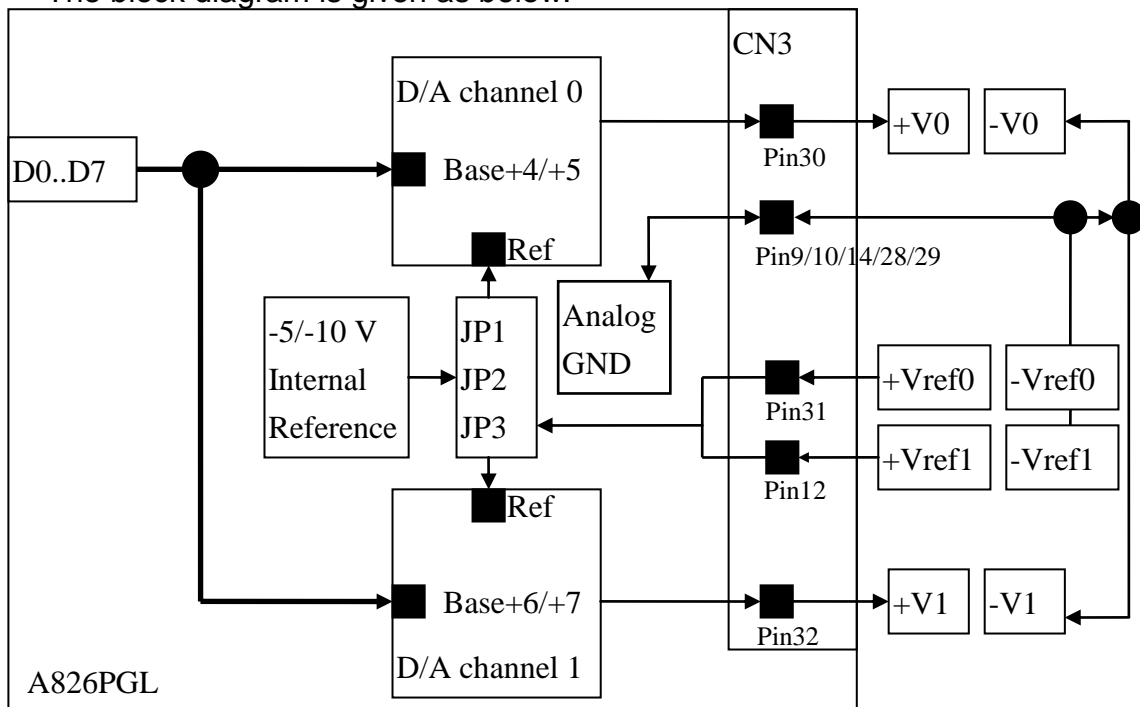 The block diagram is given as below:
CN3
D/A channel 0
+V0
-V0
D0..D7
Base+4/+5
Pin30
Ref
Pin9/10/14/28/29
-5/-10 V
Internal
Reference
JP1
JP2
JP3
Analog
GND
+Vref0
-Vref0
Pin31
+Vref1
-Vref1
Pin12
Ref
Base+6/+7
+V1
-V1
Pin32
D/A channel 1
A826PGL